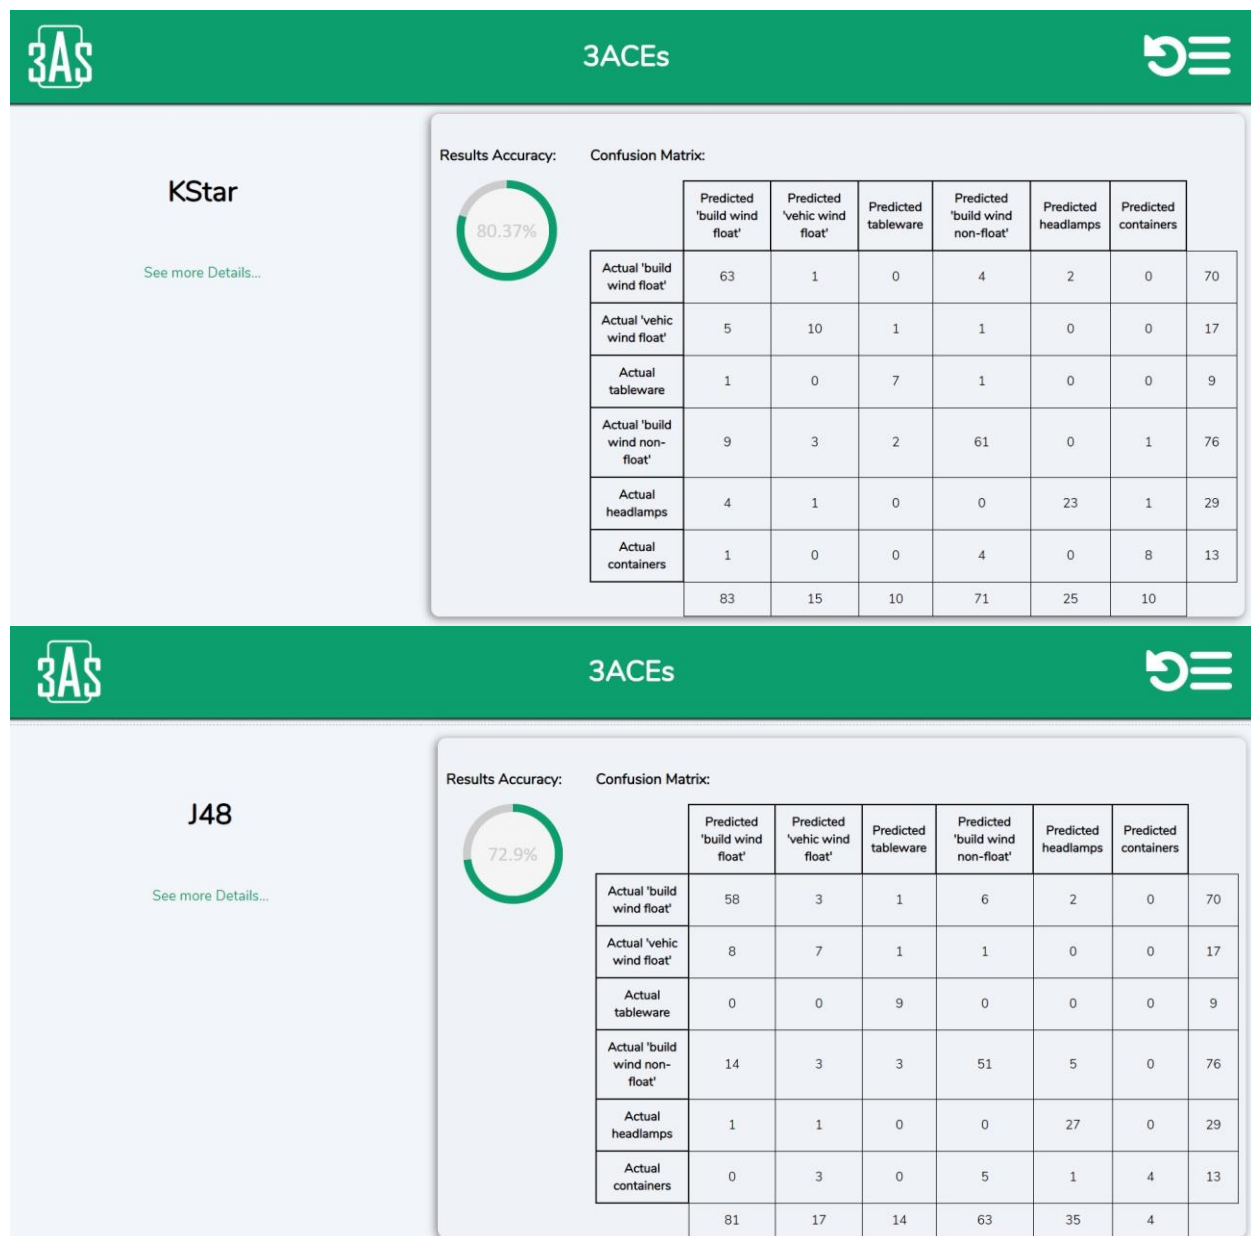 3As
3ACEs
KStar
See more Details...
Results Accuracy:
80.37%
Confusion Matrix:
Predicted 'build wind float' Predicted 'vehic wind float' Predicted tableware Predicted 'build wind non-float' Predicted headlamps Predicted containers
Actual 'build wind float' 63 1 0 4 2 0 70
Actual 'vehic wind float' 5 10 1 1 0 0 17
Actual tableware 1 0 7 1 0 0 9
Actual 'build wind non-float' 9 3 2 61 0 1 76
Actual headlamps 4 1 0 0 23 1 29
Actual containers 1 0 0 4 0 8 13
83 15 10 71 25 10
3As
3ACEs
J48
See more Details...
Results Accuracy:
72.9%
Confusion Matrix:
Predicted 'build wind float' Predicted 'vehic wind float' Predicted tableware Predicted 'build wind non-float' Predicted headlamps Predicted containers
Actual 'build wind float' 58 3 1 6 2 0 70
Actual 'vehic wind float' 8 7 1 1 0 0 17
Actual tableware 0 0 9 0 0 0 9
Actual 'build wind non-float' 14 3 3 51 5 0 76
Actual headlamps 1 1 0 0 27 0 29
Actual containers 0 3 0 5 1 4 13
81 17 14 63 35 4